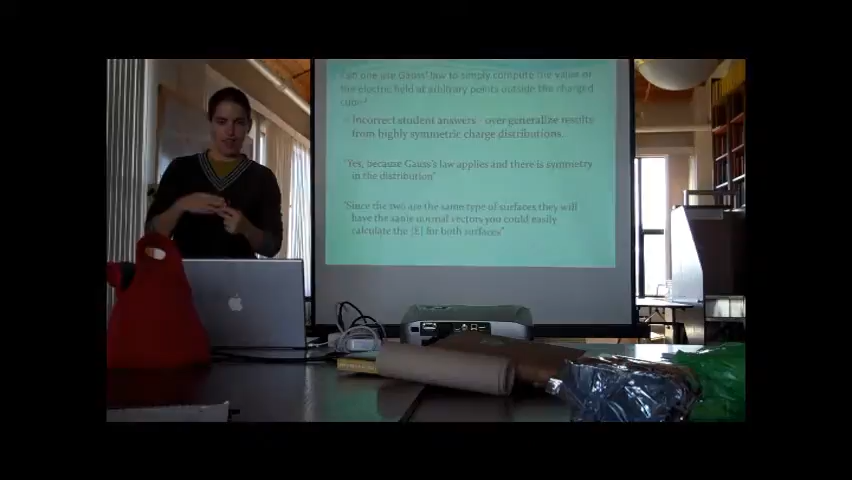 Can one use Gauss' law to simply compute the value of
the electric field at arbitrary points outside the charged
cube?
Incorrect student answers - over generalize results
from highly symmetric charge distributions.
"Yes, because Gauss's law applies and there is symmetry
in the distribution"
"Since the two are the same type of surfaces they will
have the same normal vectors you could easily
calculate the |E| for both surfaces"